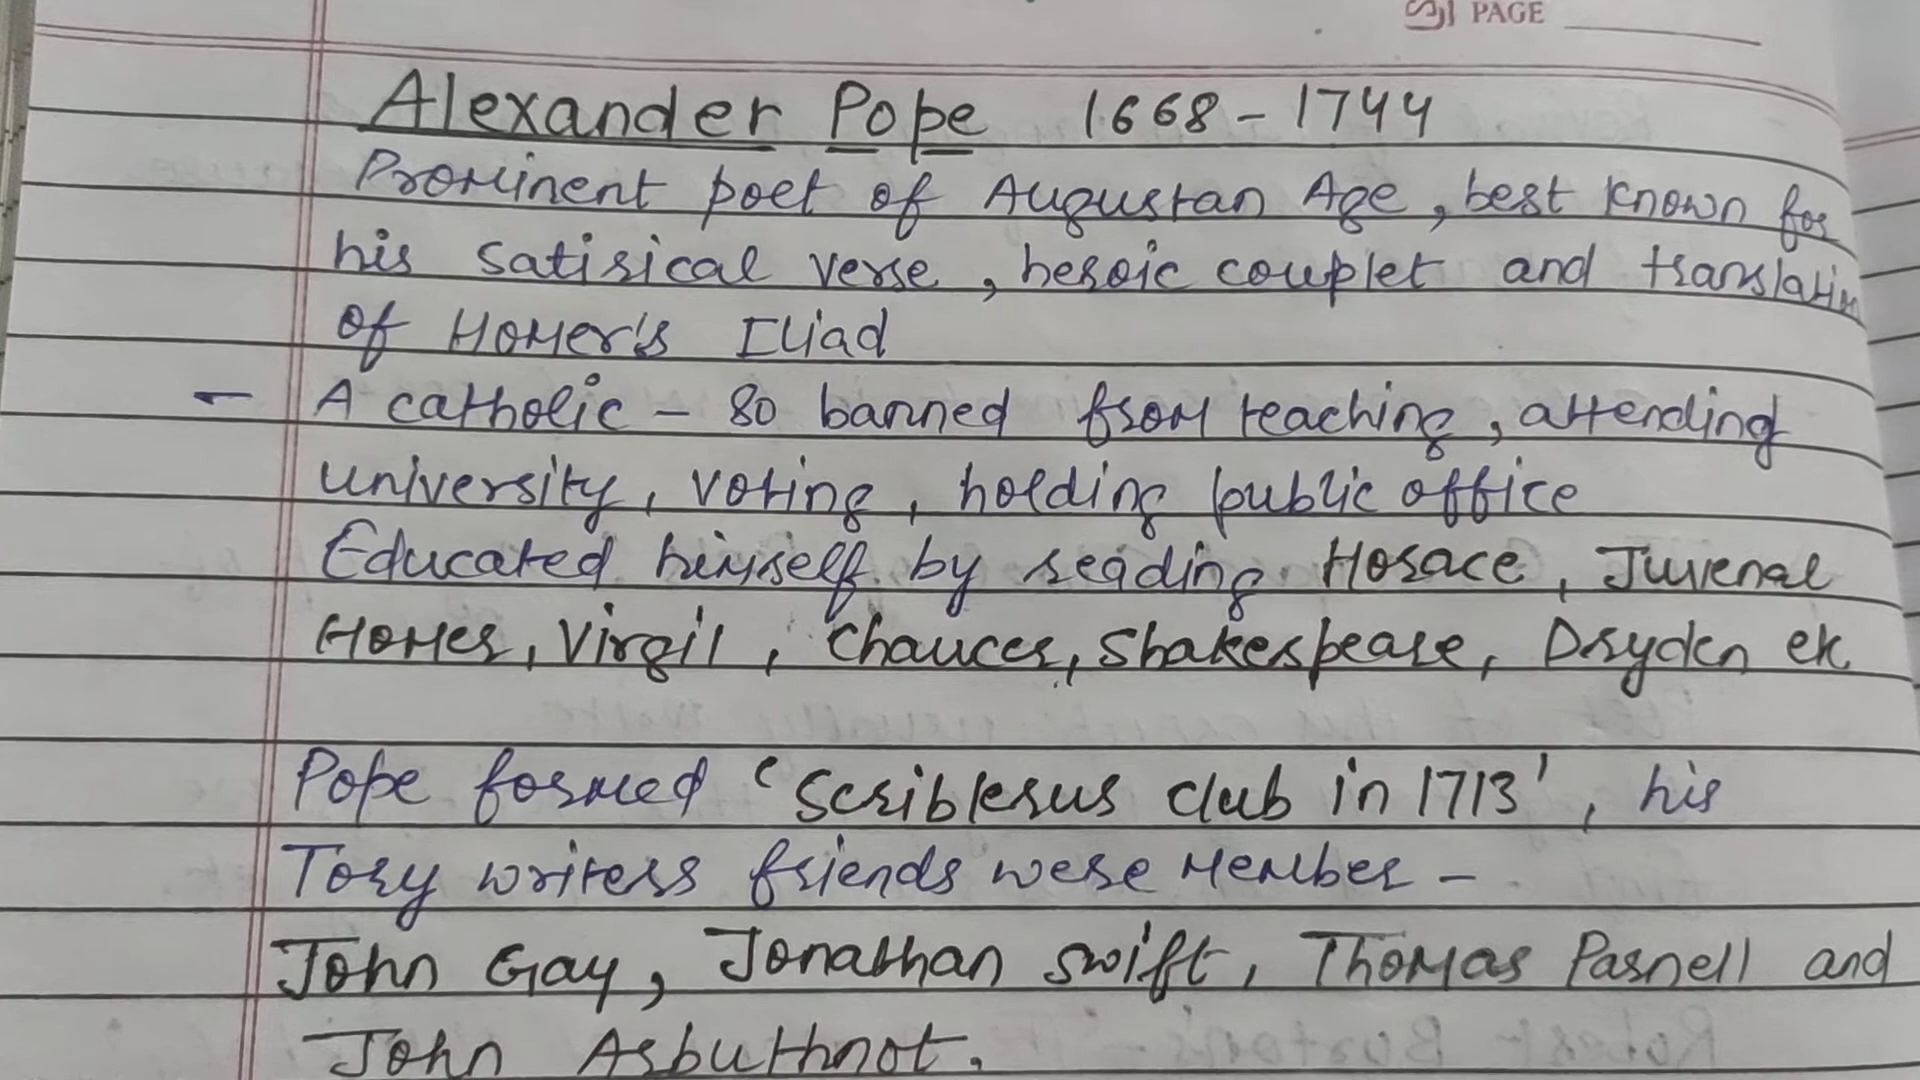 PAGE
Alexander Pope 1668-1744
Prominent poet of Augustan Age, best known for
his satirical verse, heroic couplet and translation
of Homer's Iliad
- A catholic - so banned from teaching, attending
university, voting, holding public office
Educated himself by reading Horace, Juvenal
Homer, Virgil, Chaucer, Shakespeare, Dryden etc
Pope formed 'Scriblerus club in 1713', his
Tory writers friends were member -
John Gay, Jonathan swift, Thomas Parnell and
John Arbuthnot.